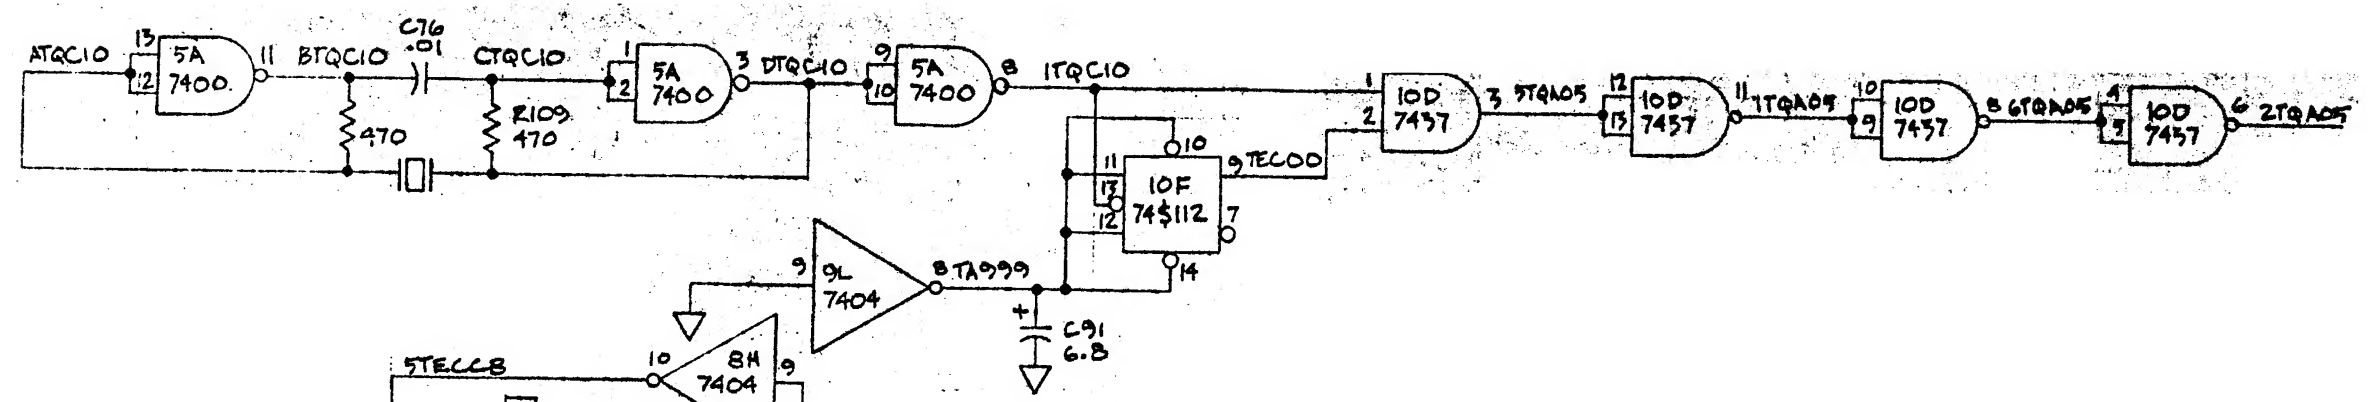 ATQC10
13
12
5A
7400
11
BTQC10
C76
.01
CTQC10
470
R109
470
1
2
5A
7400
3
DTQC10
9
10
5A
7400
8
1TQC10
10
11
13
12
10F
74S112
9
TEC00
7
14
1
2
10D
7437
3
5TQA05
12
13
10D
7437
11
1TQA05
10
9
10D
7437
8
6TQA05
4
5
10D
7437
6
2TQA05
9
9L
7404
8
TA999
+
C91
6.8
5TECC8
10
8H
7404
9